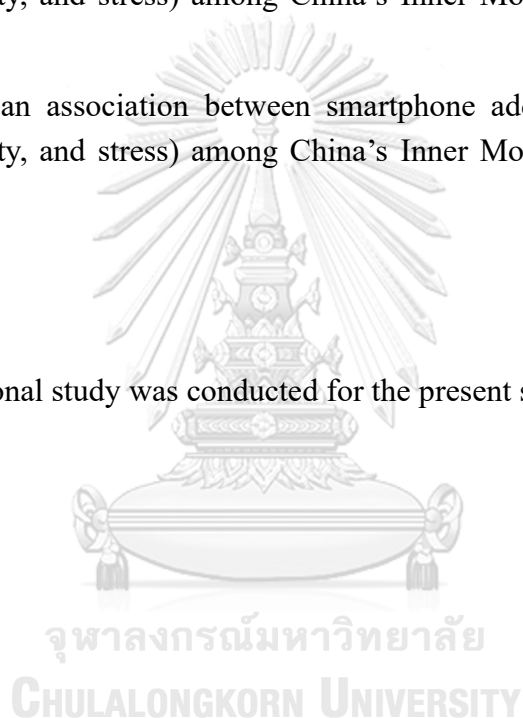 ty, and stress) among China's Inner Mo
an association between smartphone ad
ty, and stress) among China's Inner Mo
onal study was conducted for the present s
จุฬาลงกรณ์มหาวิทยาลัย
CHULALONGKORN UNIVERSITY